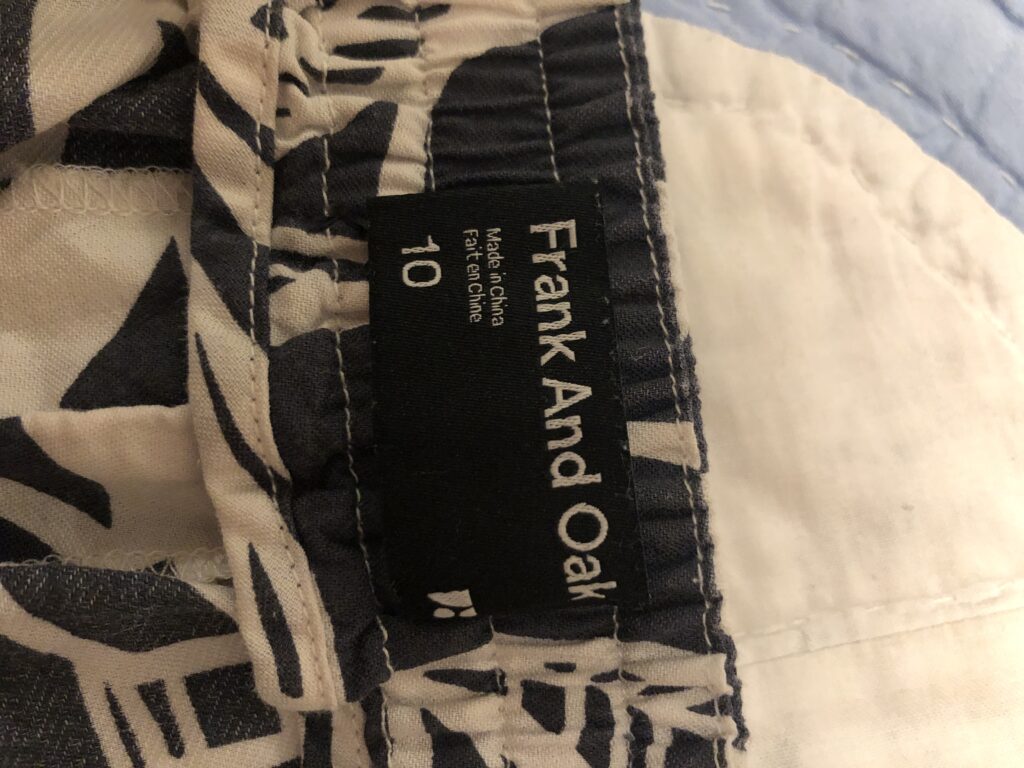 Frank And Oak
Made in China
Fait en Chine
10